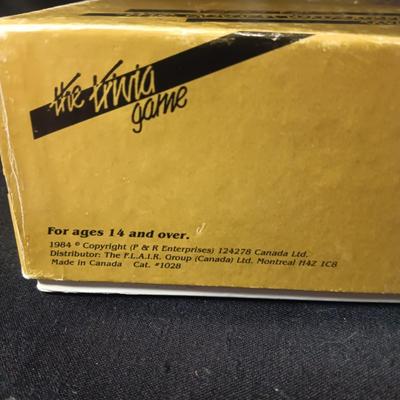 the trivia
game
For ages 14 and over.
1984 © Copyright (P & R Enterprises) 124278 Canada Ltd.
Distributor: The F.L.A.I.R. Group (Canada) Ltd. Montreal H4Z 1C8
Made in Canada Cat. #1028